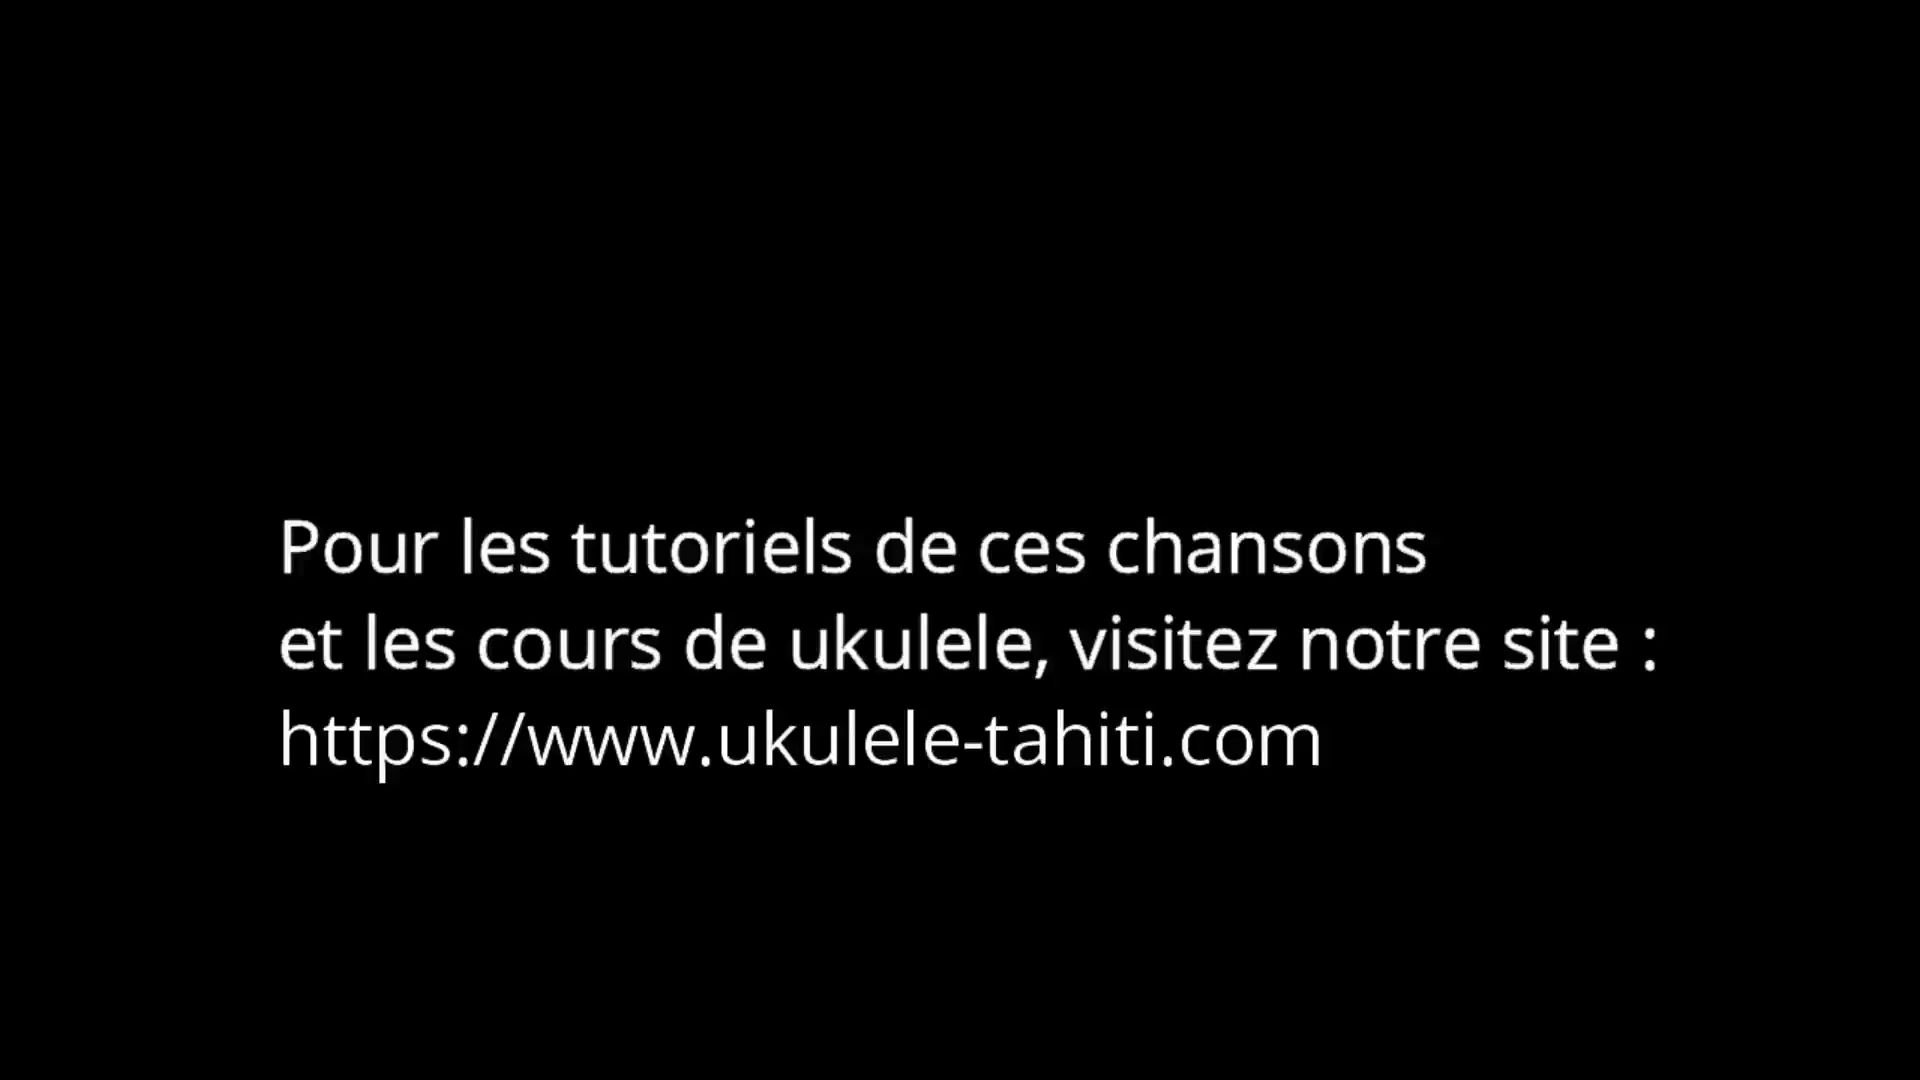 Pour les tutoriels de ces chansons
et les cours de ukulele, visitez notre site :
https://www.ukulele-tahiti.com